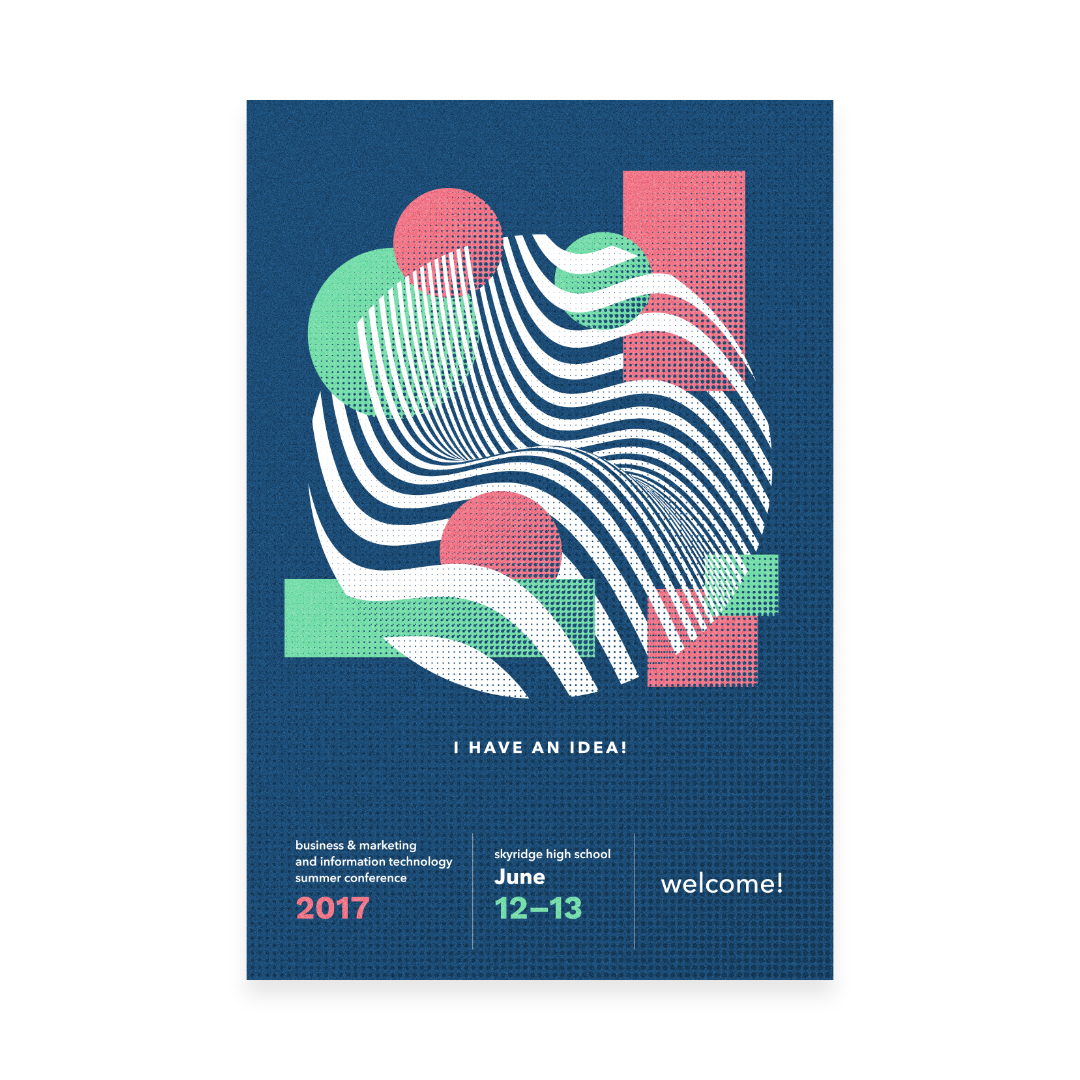 I HAVE AN IDEA!
business & marketing
and information technology
summer conference
2017
skyridge high school
June
12–13
welcome!